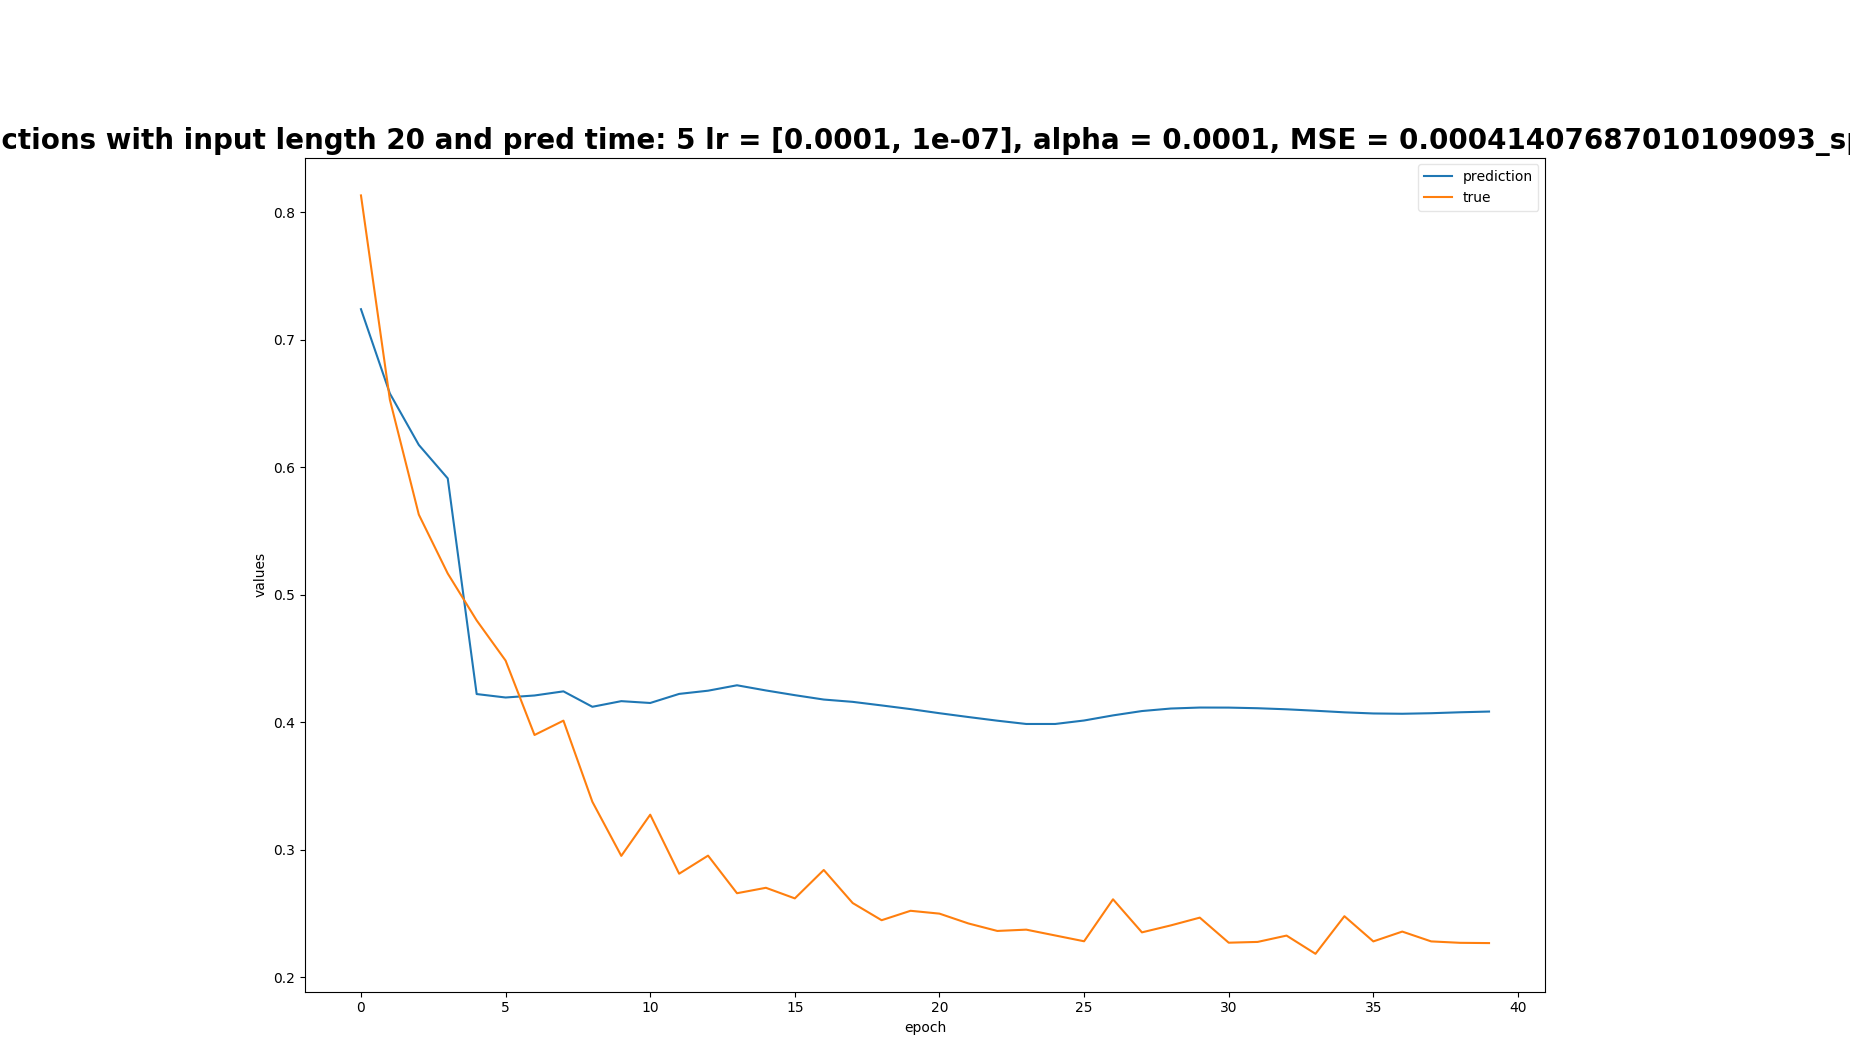 ctions with input length 20 and pred time: 5 lr = [0.0001, 1e-07], alpha = 0.0001, MSE = 0.00041407687010109093_sp
prediction
true
0.8
0.7
0.6
0.5
0.4
0.3
0.2
values
0 5 10 15 20 25 30 35 40
epoch